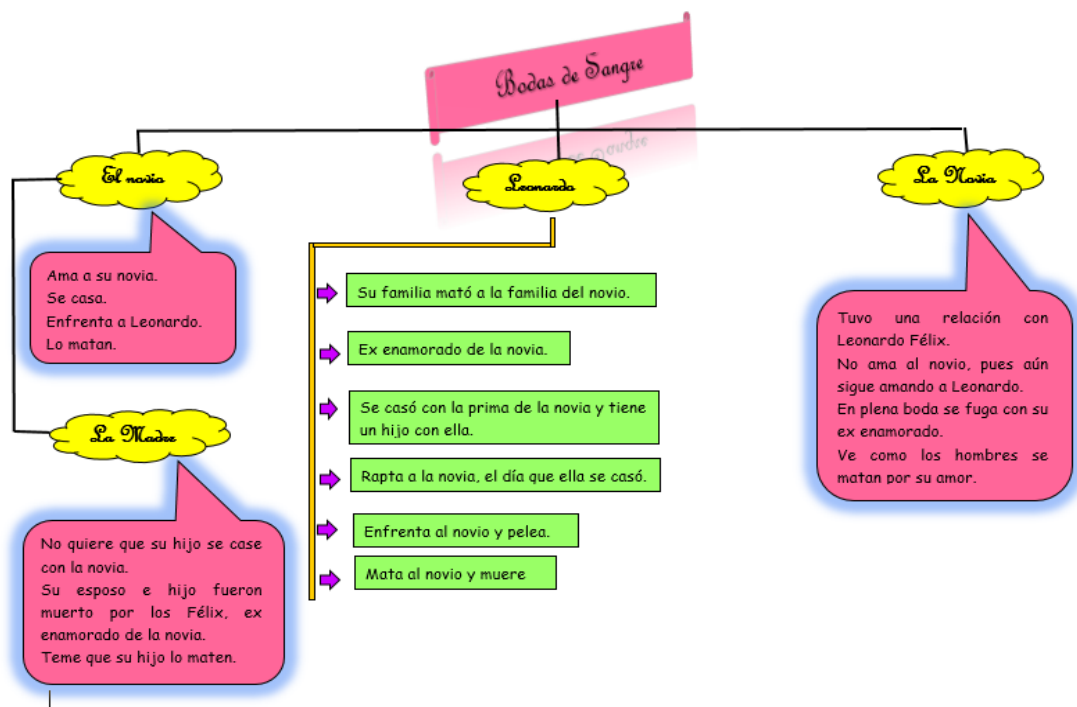 Bodas de Sangre
El novio
Ama a su novia.
Se casa.
Enfrenta a Leonardo.
Lo matan.
La Madre
No quiere que su hijo se case
con la novia.
Su esposo e hijo fueron
muerto por los Félix, ex
enamorado de la novia.
Teme que su hijo lo maten.
Leonardo
Su familia mató a la familia del novio.
Ex enamorado de la novia.
Se casó con la prima de la novia y tiene
un hijo con ella.
Rapta a la novia, el día que ella se casó.
Enfrenta al novio y pelea.
Mata al novio y muere
La Novia
Tuvo una relación con
Leonardo Félix.
No ama al novio, pues aún
sigue amando a Leonardo.
En plena boda se fuga con su
ex enamorado.
Ve como los hombres se
matan por su amor.